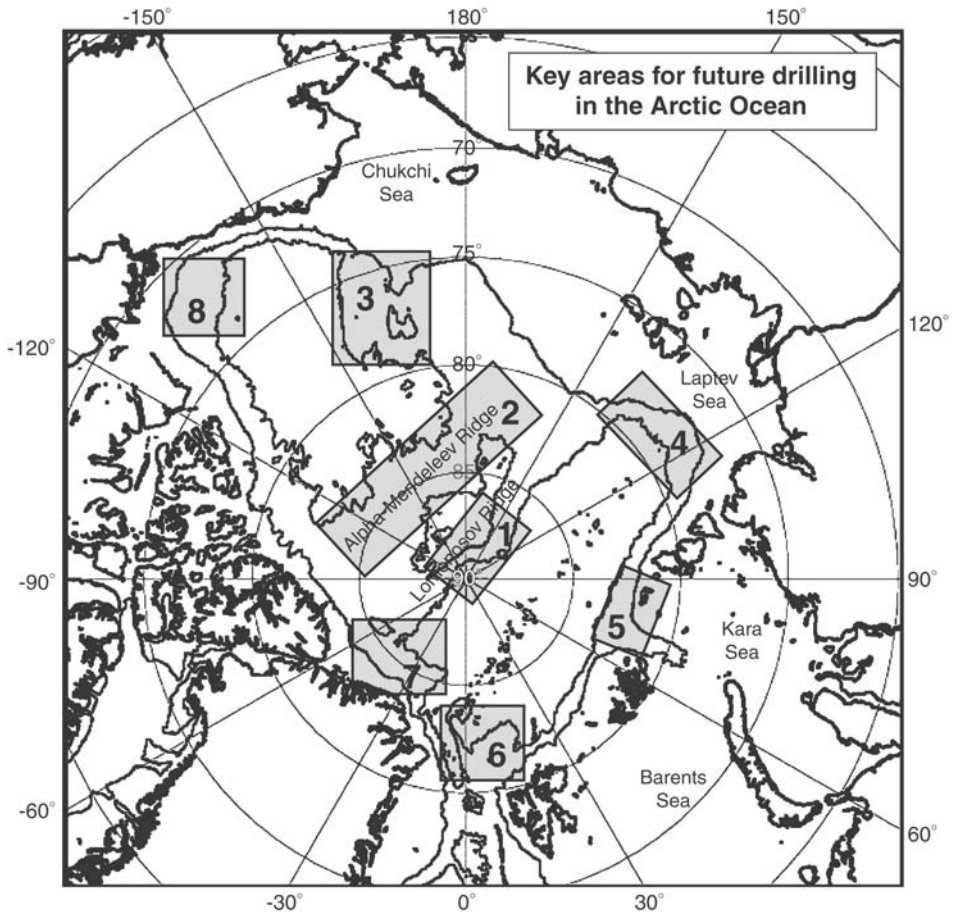 -150°
180°
150°
Key areas for future drilling
in the Arctic Ocean
70°
Chukchi
Sea
75°
8
3
120°
-120°
80°
Laptev
Sea
2
4
Alpha-Mendeleev Ridge
85°
1
Lomonosov Ridge
-90°
90
90°
5
Kara
Sea
7
6
Barents
Sea
-60°
60°
-30°
0°
30°